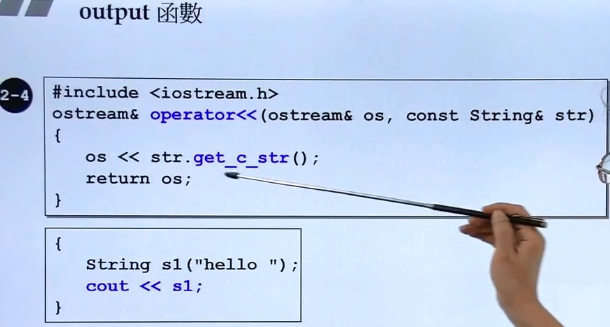 output 函數
2-4
#include <iostream.h>
ostream& operator<<(ostream& os, const String& str)
{
os << str.get_c_str();
return os;
}
{
String s1("hello ");
cout << s1;
}